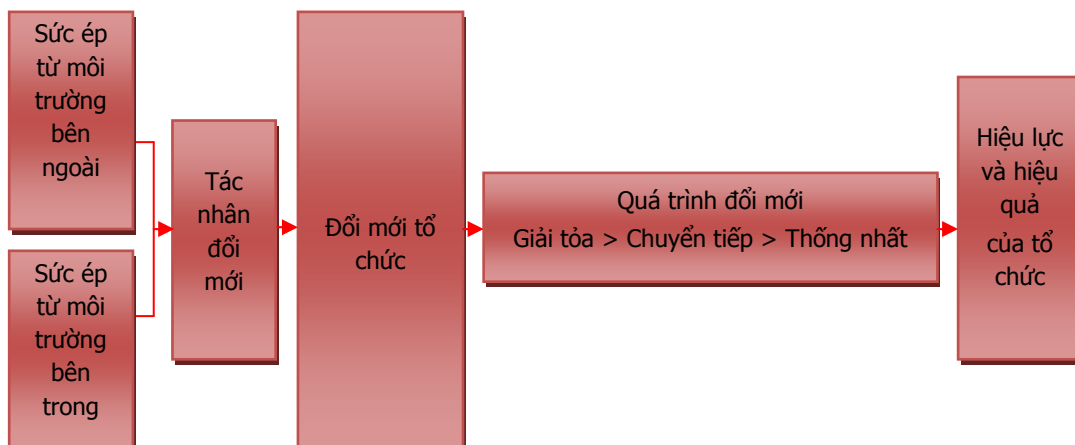 Sức ép
từ môi
trường
bên
ngoài
Sức ép
từ môi
trường
bên
trong
Tác
nhân
đổi
mới
Đổi mới tổ
chức
Quá trình đổi mới
Giải tỏa > Chuyển tiếp > Thống nhất
Hiệu lực
và hiệu
quả
của tổ
chức